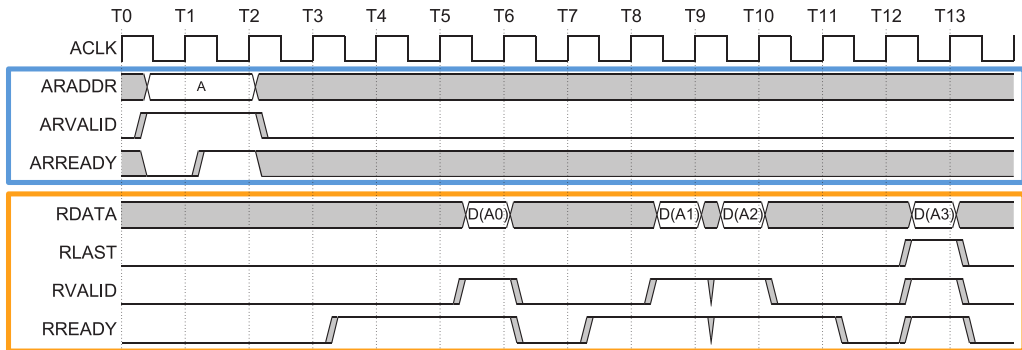 T0 T1 T2 T3 T4 T5 T6 T7 T8 T9 T10 T11 T12 T13
ACLK
ARADDR A
ARVALID
ARREADY
RDATA D(A0) D(A1) D(A2) D(A3)
RLAST
RVALID
RREADY